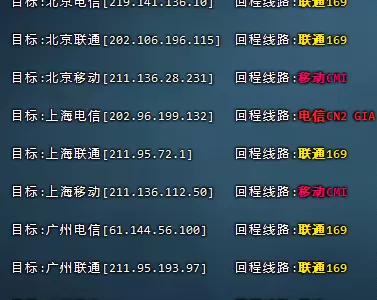 目标:北京电信[219.141.136.10] 回程线路:联通169
目标:北京联通[202.106.196.115] 回程线路:联通169
目标:北京移动[211.136.28.231] 回程线路:移动CMI
目标:上海电信[202.96.199.132] 回程线路:电信CN2 GIA
目标:上海联通[211.95.72.1] 回程线路:联通169
目标:上海移动[211.136.112.50] 回程线路:移动CMI
目标:广州电信[61.144.56.100] 回程线路:联通169
目标:广州联通[211.95.193.97] 回程线路:联通169